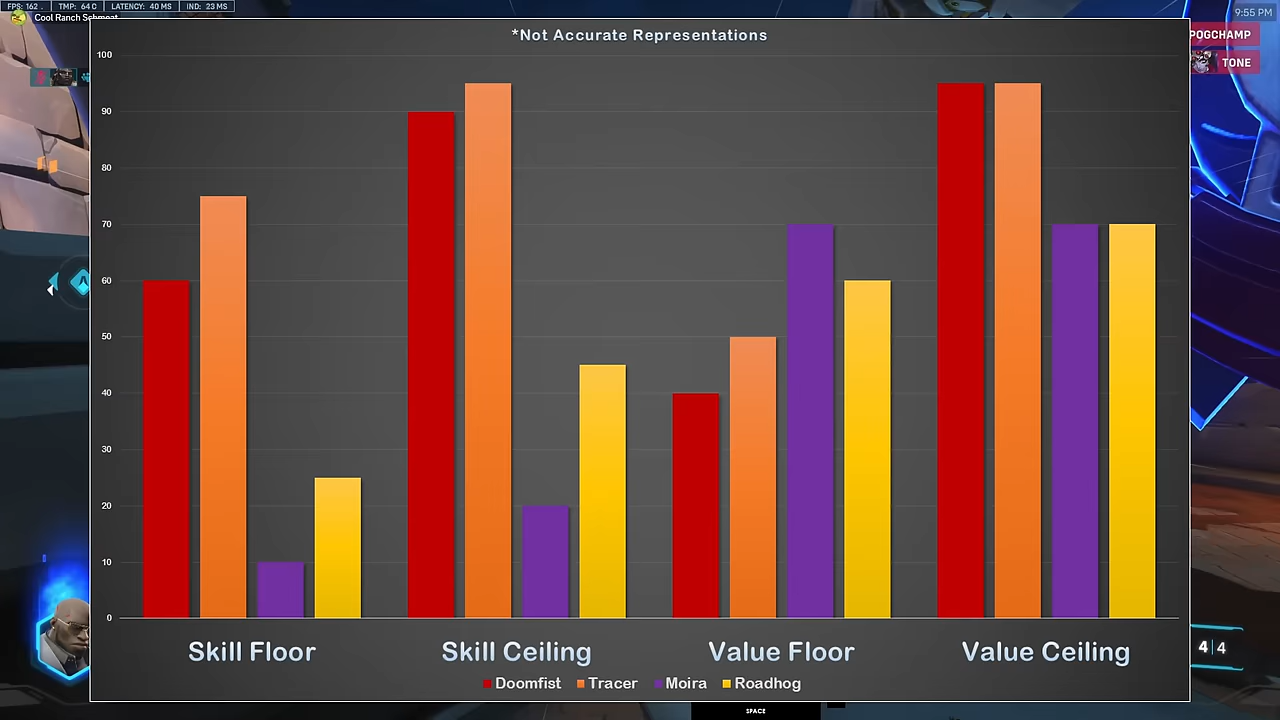 FPS: 162 . TMP: 64 C LATENCY: 40 MS IND: 23 MS
9:55 PM
Cool Ranch Schmeat
POGCHAMP
TONE
*Not Accurate Representations
100
90
80
70
60
50
40
30
20
10
0
A
Skill Floor Skill Ceiling Value Floor Value Ceiling
4|4
Doomfist Tracer Moira Roadhog
SPACE